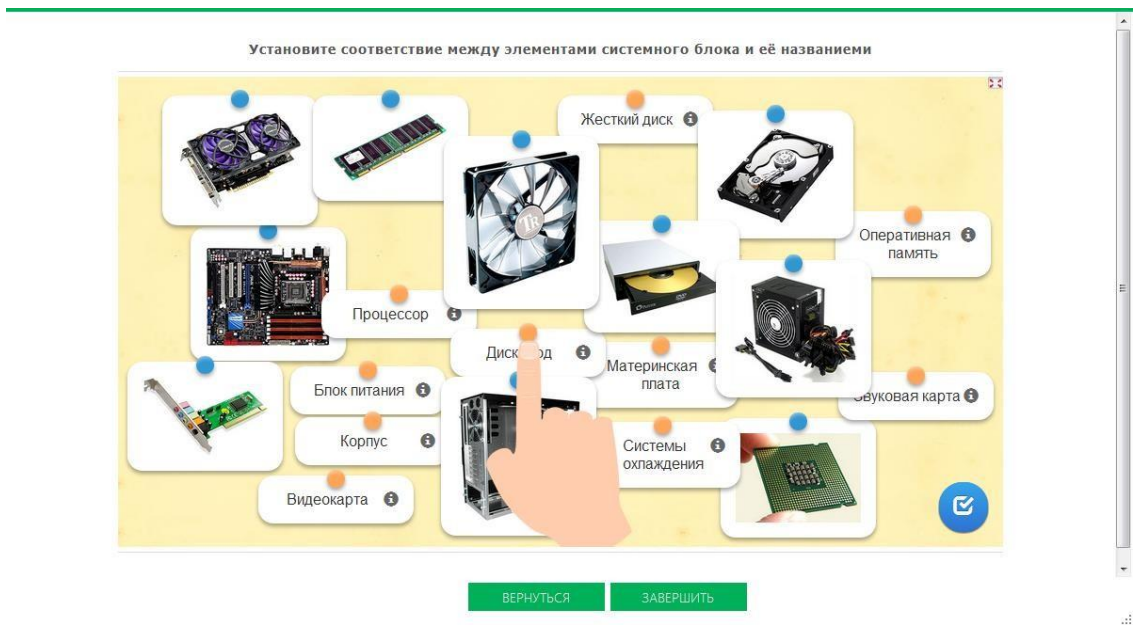 Установите соответствие между элементами системного блока и её названиеми
Жесткий диск
Оперативная
память
Процессор
Материнская
плата
Блок питания
Звуковая карта
Корпус
Системы
охлаждения
Видеокарта
TR
ВЕРНУТЬСЯ
ЗАВЕРШИТЬ